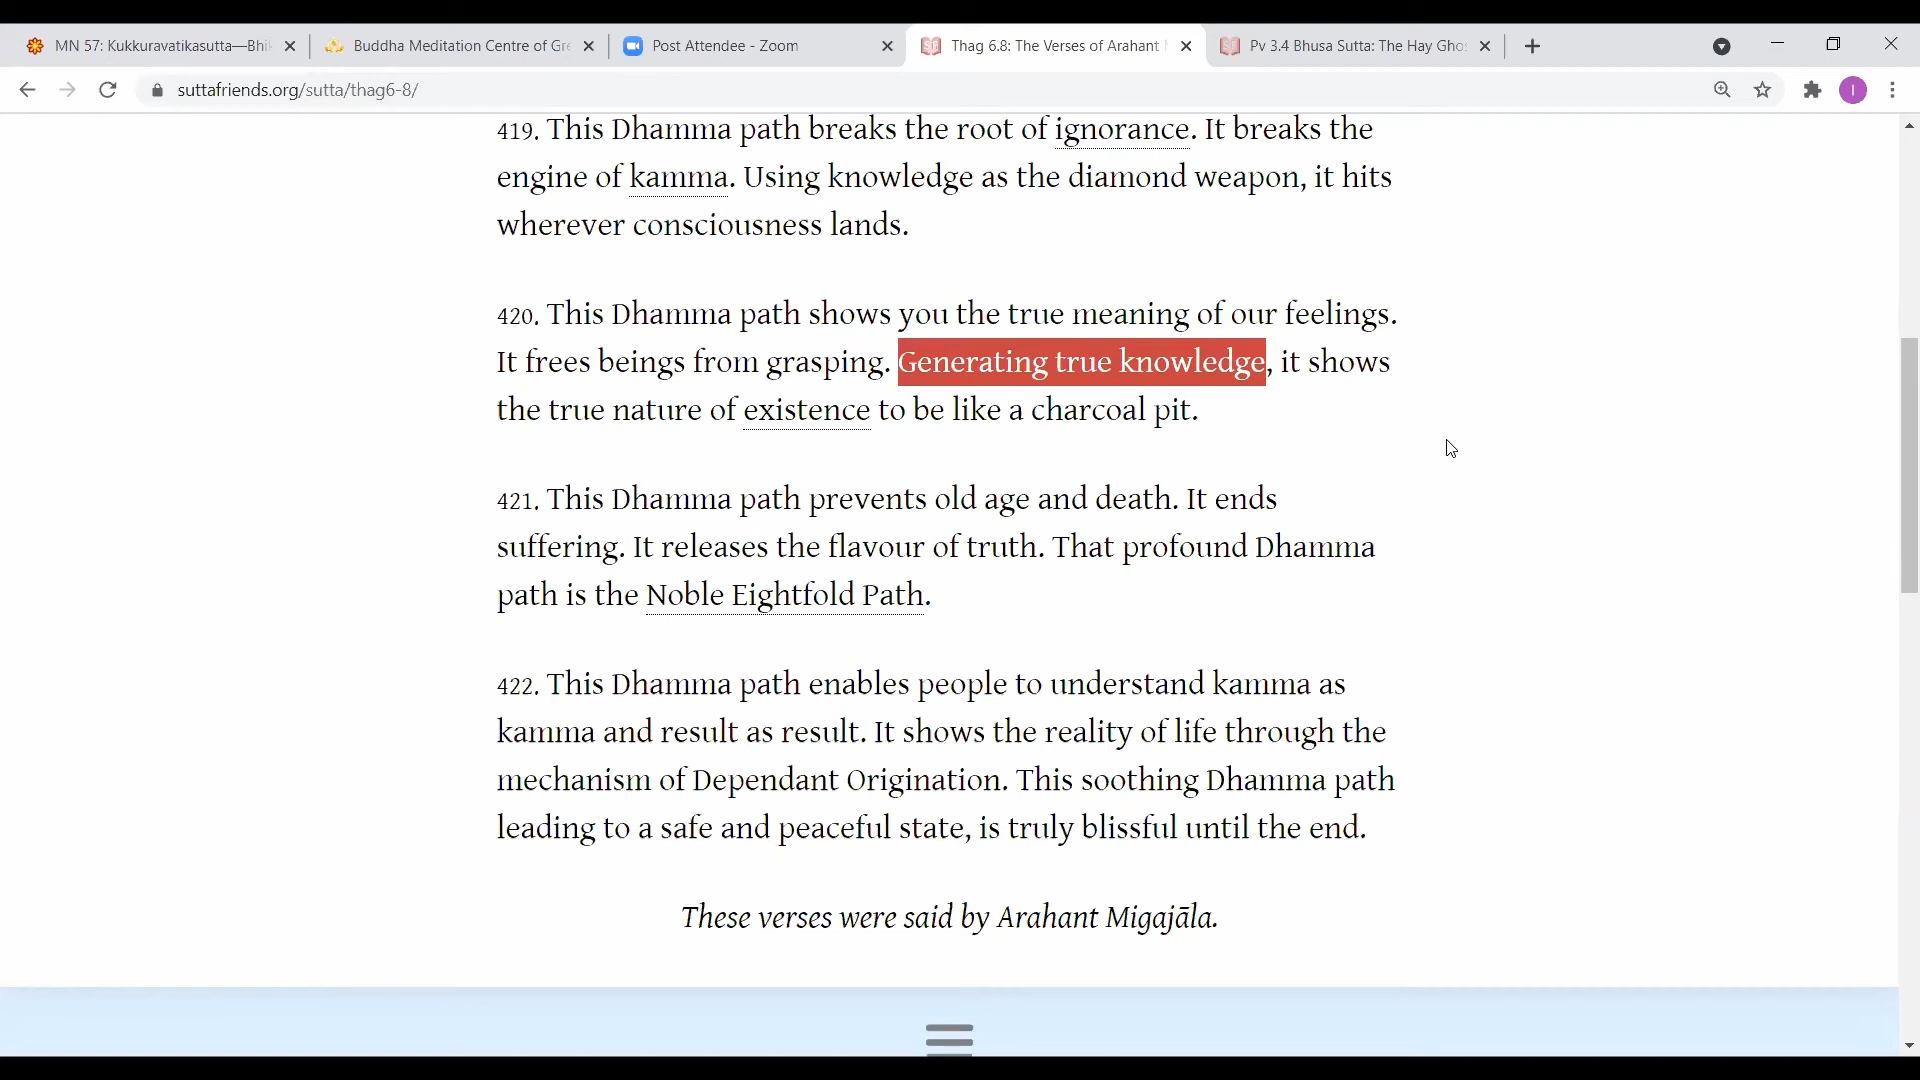 MN 57: Kukkuravatikasutta—Bhi
Buddha Meditation Centre of Gre
Post Attendee - Zoom
Thag 6.8: The Verses of Arahant
Pv 3.4 Bhusa Sutta: The Hay Gho
suttafriends.org/sutta/thag6-8/
I
419. This Dhamma path breaks the root of ignorance. It breaks the
engine of kamma. Using knowledge as the diamond weapon, it hits
wherever consciousness lands.
420. This Dhamma path shows you the true meaning of our feelings.
It frees beings from grasping. Generating true knowledge, it shows
the true nature of existence to be like a charcoal pit.
421. This Dhamma path prevents old age and death. It ends
suffering. It releases the flavour of truth. That profound Dhamma
path is the Noble Eightfold Path.
422. This Dhamma path enables people to understand kamma as
kamma and result as result. It shows the reality of life through the
mechanism of Dependant Origination. This soothing Dhamma path
leading to a safe and peaceful state, is truly blissful until the end.
These verses were said by Arahant Migajāla.